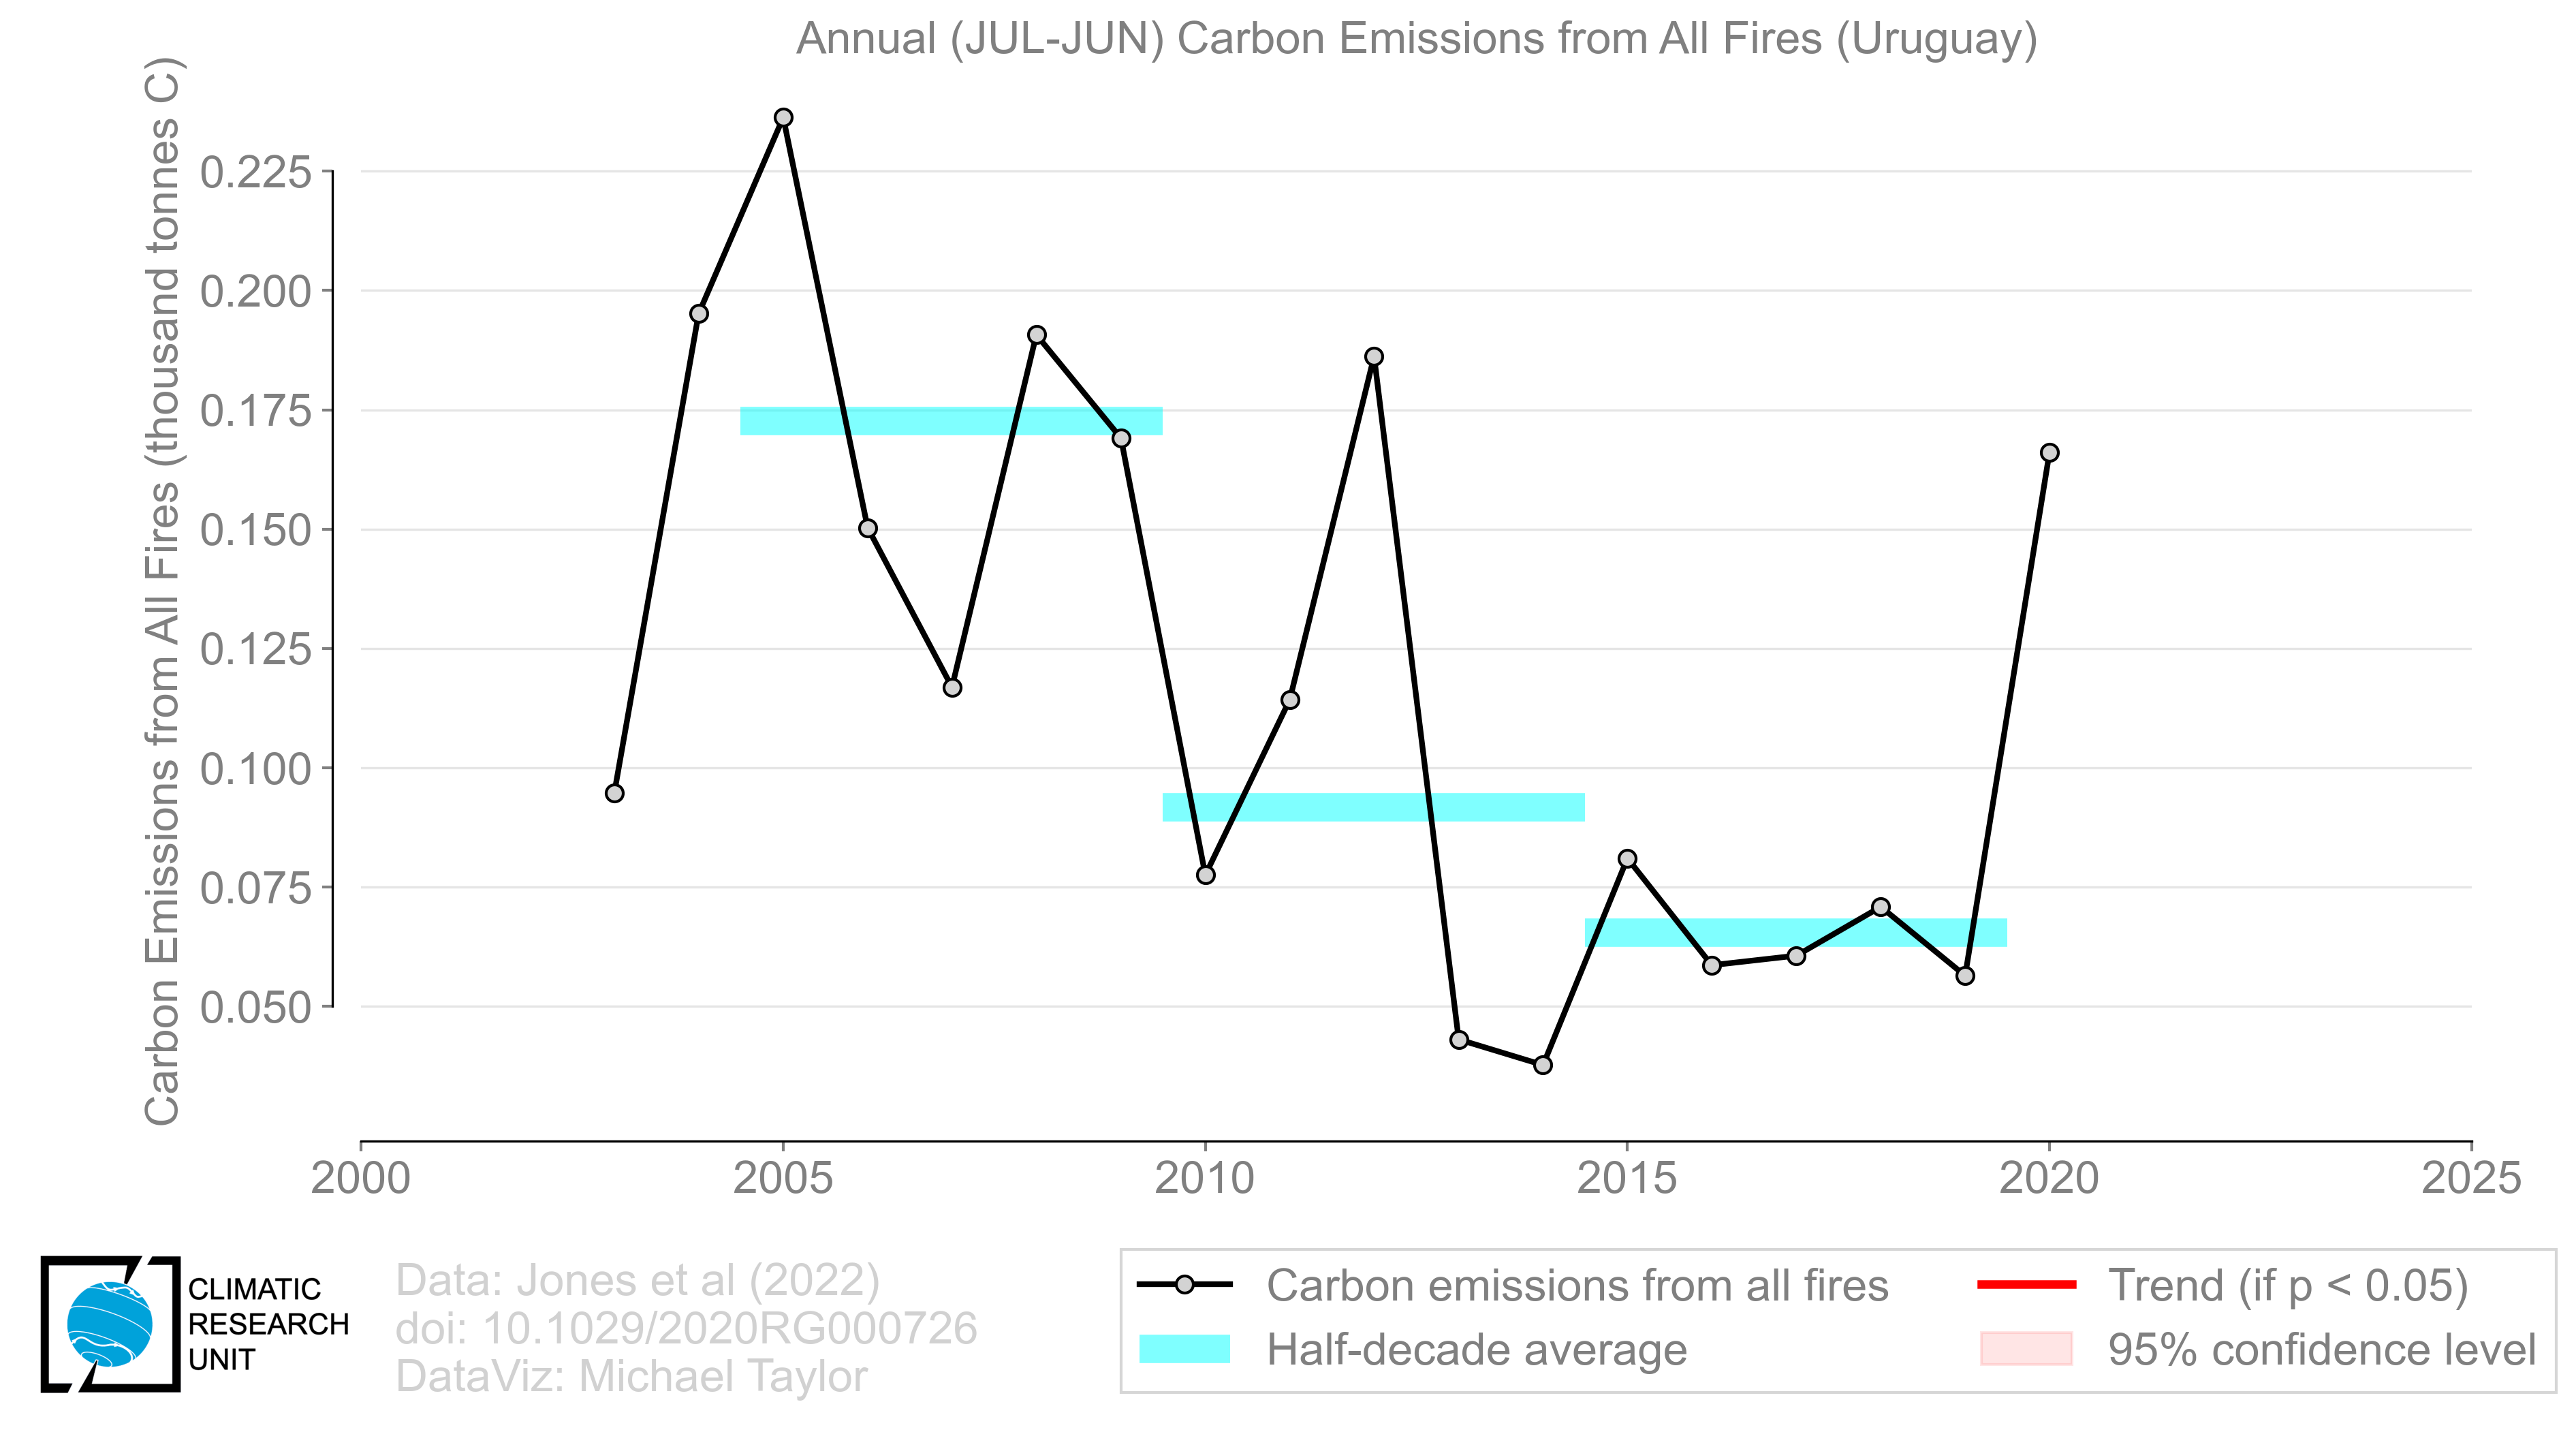 Annual (JUL-JUN) Carbon Emissions from All Fires (Uruguay)
Carbon Emissions from All Fires (thousand tonnes C)
0.225
0.200
0.175
0.150
0.125
0.100
0.075
0.050
2000
2005
2010
2015
2020
2025
CLIMATIC
RESEARCH
UNIT
Data: Jones et al (2022)
doi: 10.1029/2020RG000726
DataViz: Michael Taylor
Carbon emissions from all fires
Half-decade average
Trend (if p < 0.05)
95% confidence level